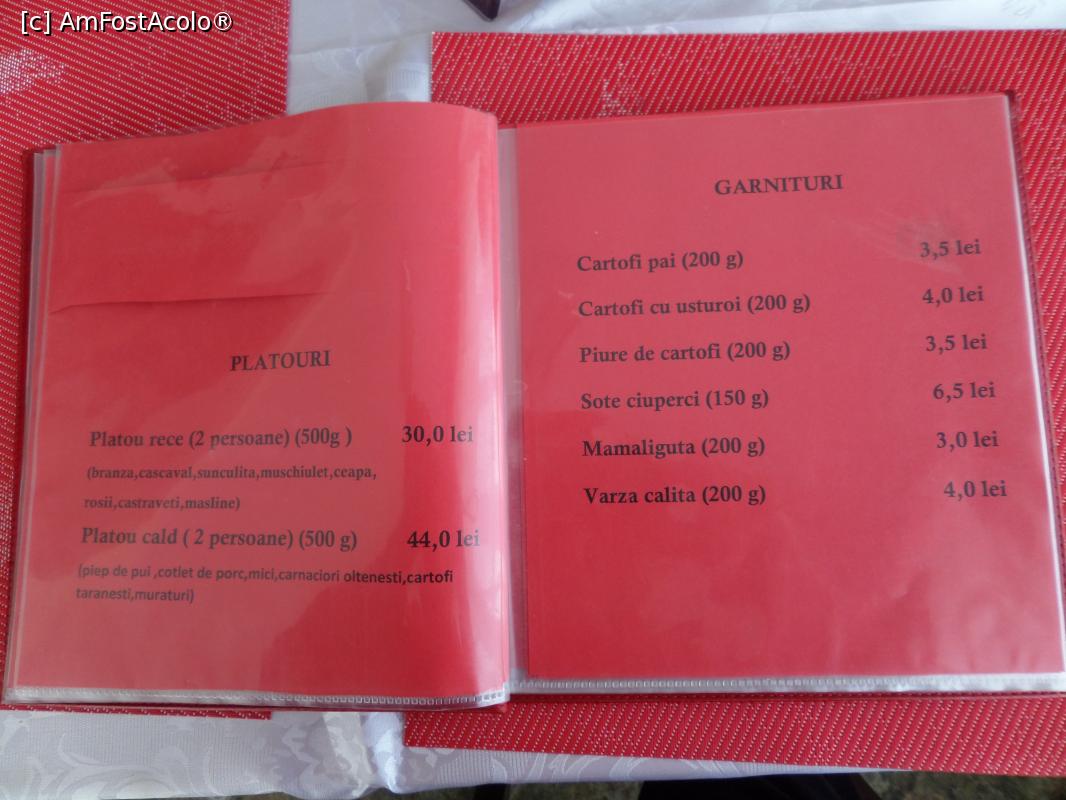 [c] AmFostAcolo®
PLATOURI
Platou rece (2 persoane) (500g ) 30,0 lei
(branza,cascaval,sunculita,muschiulet,ceapa,
rosii,castraveti,masline)
Platou cald ( 2 persoane) (500 g) 44,0 lei
(piep de pui ,cotlet de porc,mici,carnaciori oltenesti,cartofi
taranesti,muraturi)
GARNITURI
Cartofi pai (200 g) 3,5 lei
Cartofi cu usturoi (200 g) 4,0 lei
Piure de cartofi (200 g) 3,5 lei
Sote ciuperci (150 g) 6,5 lei
Mamaliguta (200 g) 3,0 lei
Varza calita (200 g) 4,0 lei